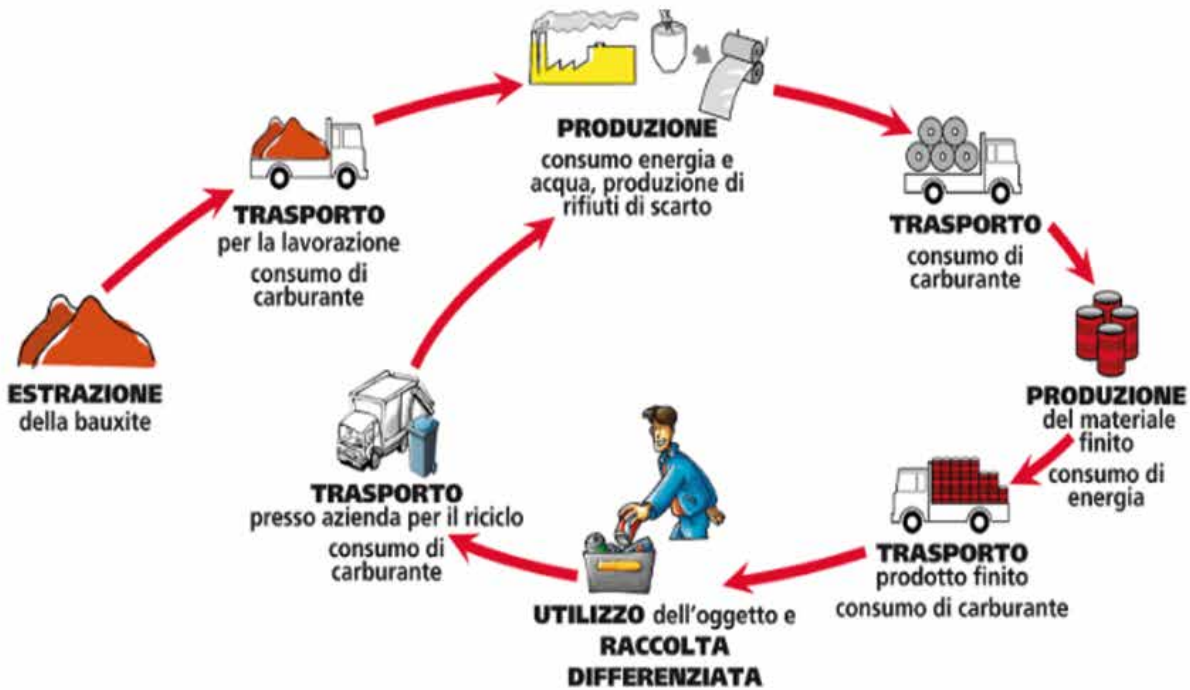 PRODUZIONE
consumo energia e
acqua, produzione di
rifiuti di scarto
TRASPORTO
per la lavorazione
consumo di
carburante
TRASPORTO
consumo di
carburante
ESTRAZIONE
della bauxite
PRODUZIONE
del materiale
finito
consumo di
energia
TRASPORTO
presso azienda per il riciclo
consumo di
carburante
TRASPORTO
prodotto finito
consumo di carburante
UTILIZZO dell'oggetto e
RACCOLTA
DIFFERENZIATA